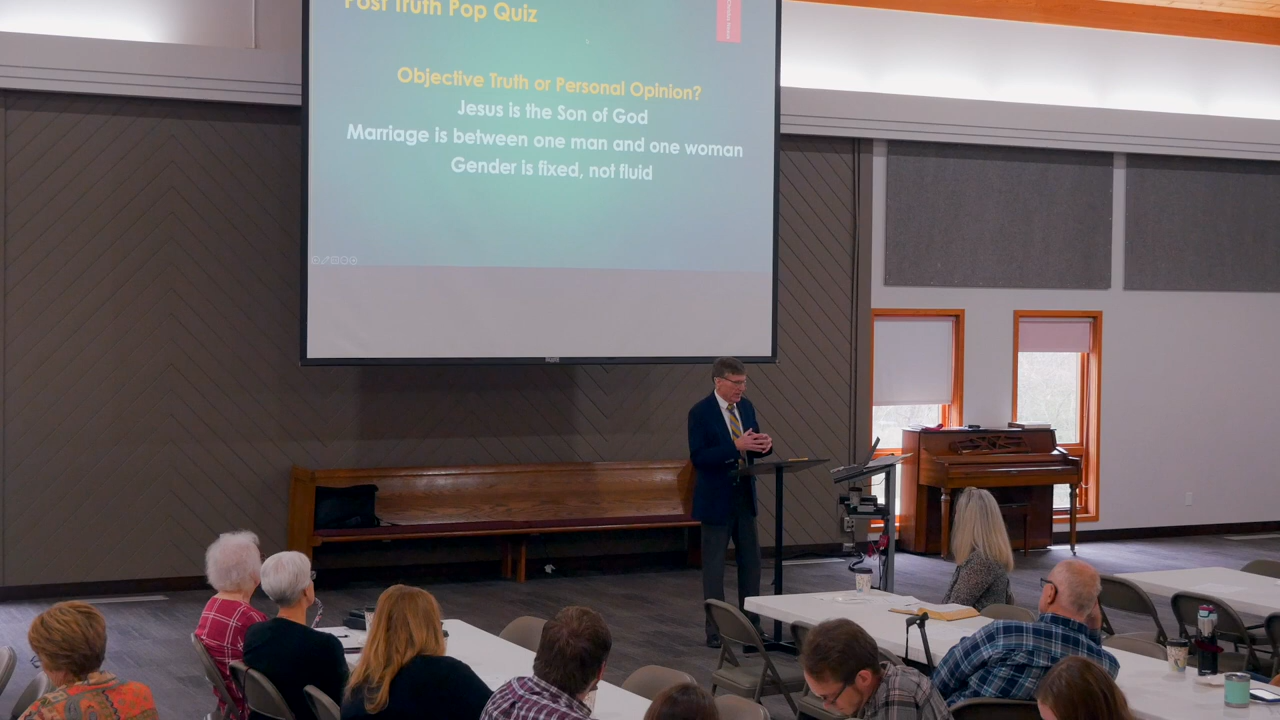 Post Truth Pop Quiz
Objective Truth or Personal Opinion?
Jesus is the Son of God
Marriage is between one man and one woman
Gender is fixed, not fluid